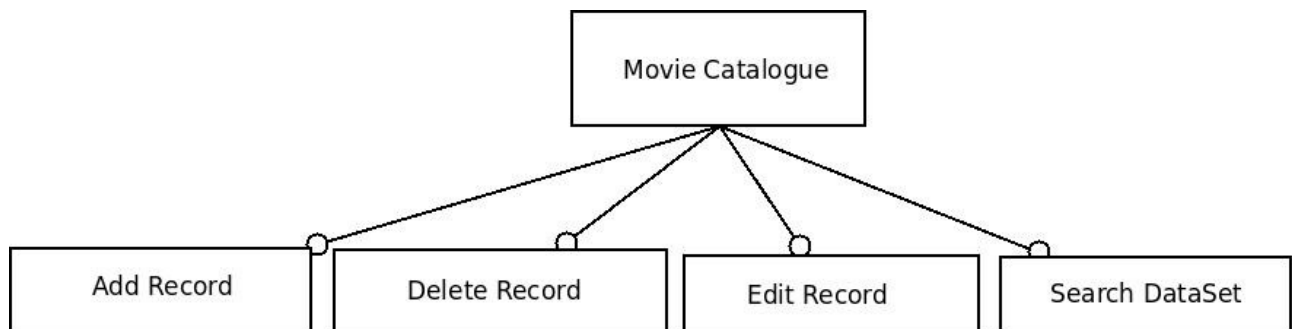 Movie Catalogue
Add Record
Delete Record
Edit Record
Search DataSet